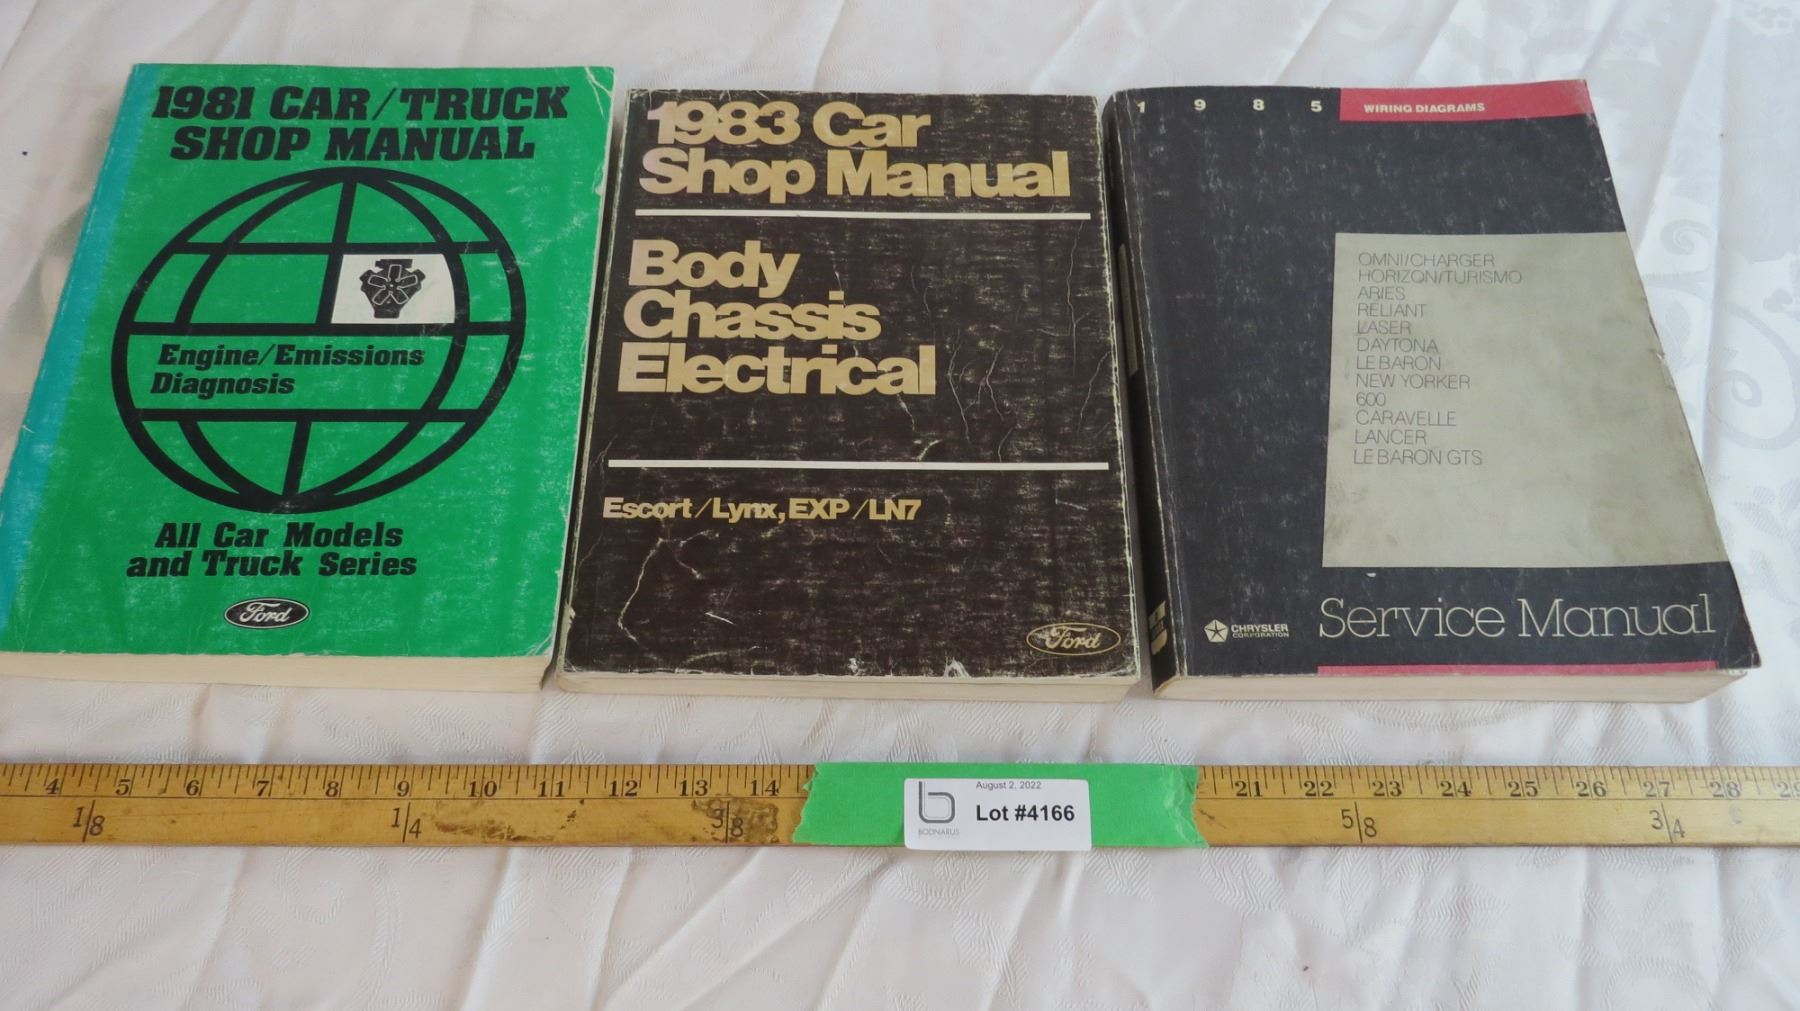 1981 CAR/TRUCK
SHOP MANUAL
Engine/Emissions
Diagnosis
All Car Models
and Truck Series
Ford
1983 Car
Shop Manual
Body
Chassis
Electrical
Escort/Lynx, EXP/LN7
Ford
1 9 8 5
WIRING DIAGRAMS
OMNI/CHARGER
HORIZON/TURISMO
ARIES
RELIANT
LASER
DAYTONA
LE BARON
NEW YORKER
600
CARAVELLE
LANCER
LE BARON GTS
CHRYSLER
CORPORATION
Service Manual
4 5 6 7 8 9 10 11 12 13 14 21 22 23 24 25 26 27 28 29
1/8 1/4 3/8 5/8 3/4
August 2, 2022
Lot #4166
BODNARUS